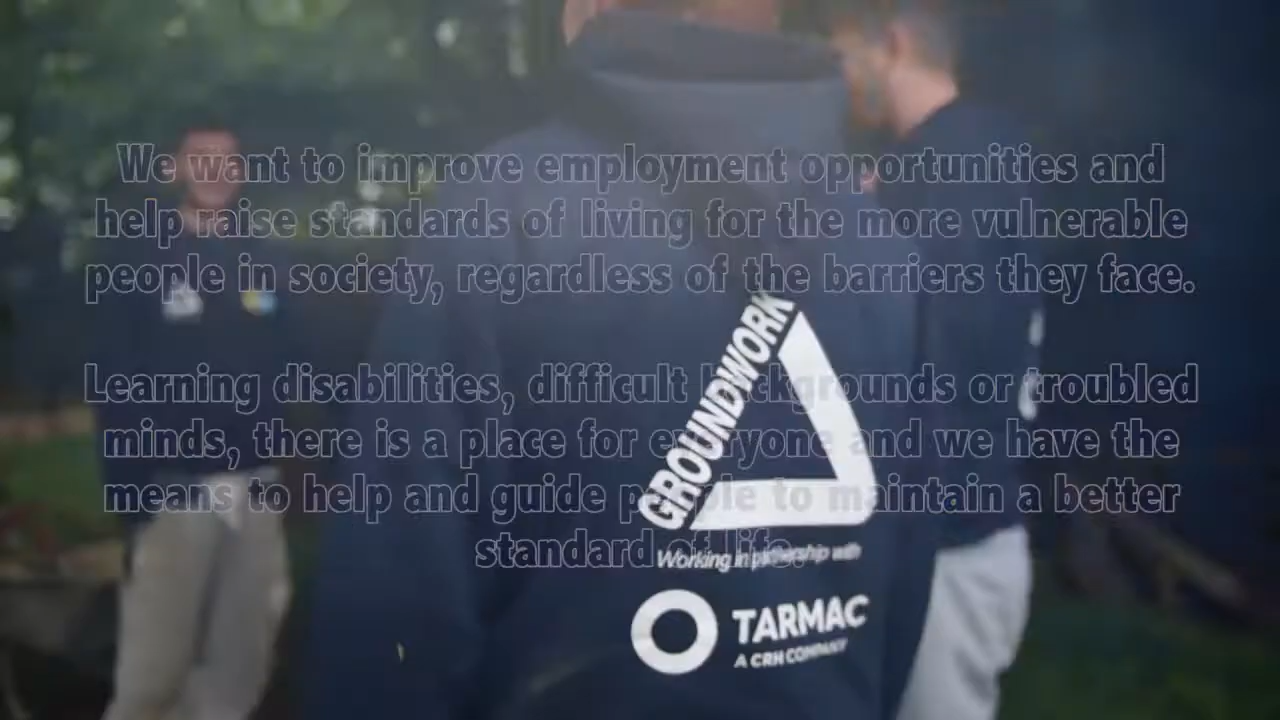 We want to improve employment opportunities and
help raise standards of living for the more vulnerable
people in society, regardless of the barriers they face.
Learning disabilities, difficult backgrounds or troubled
minds, there is a place for everyone and we have the
means to help and guide people to maintain a better
standard of life.
GROUNDWORK
Working in partnership with
TARMAC
A CRH COMPANY